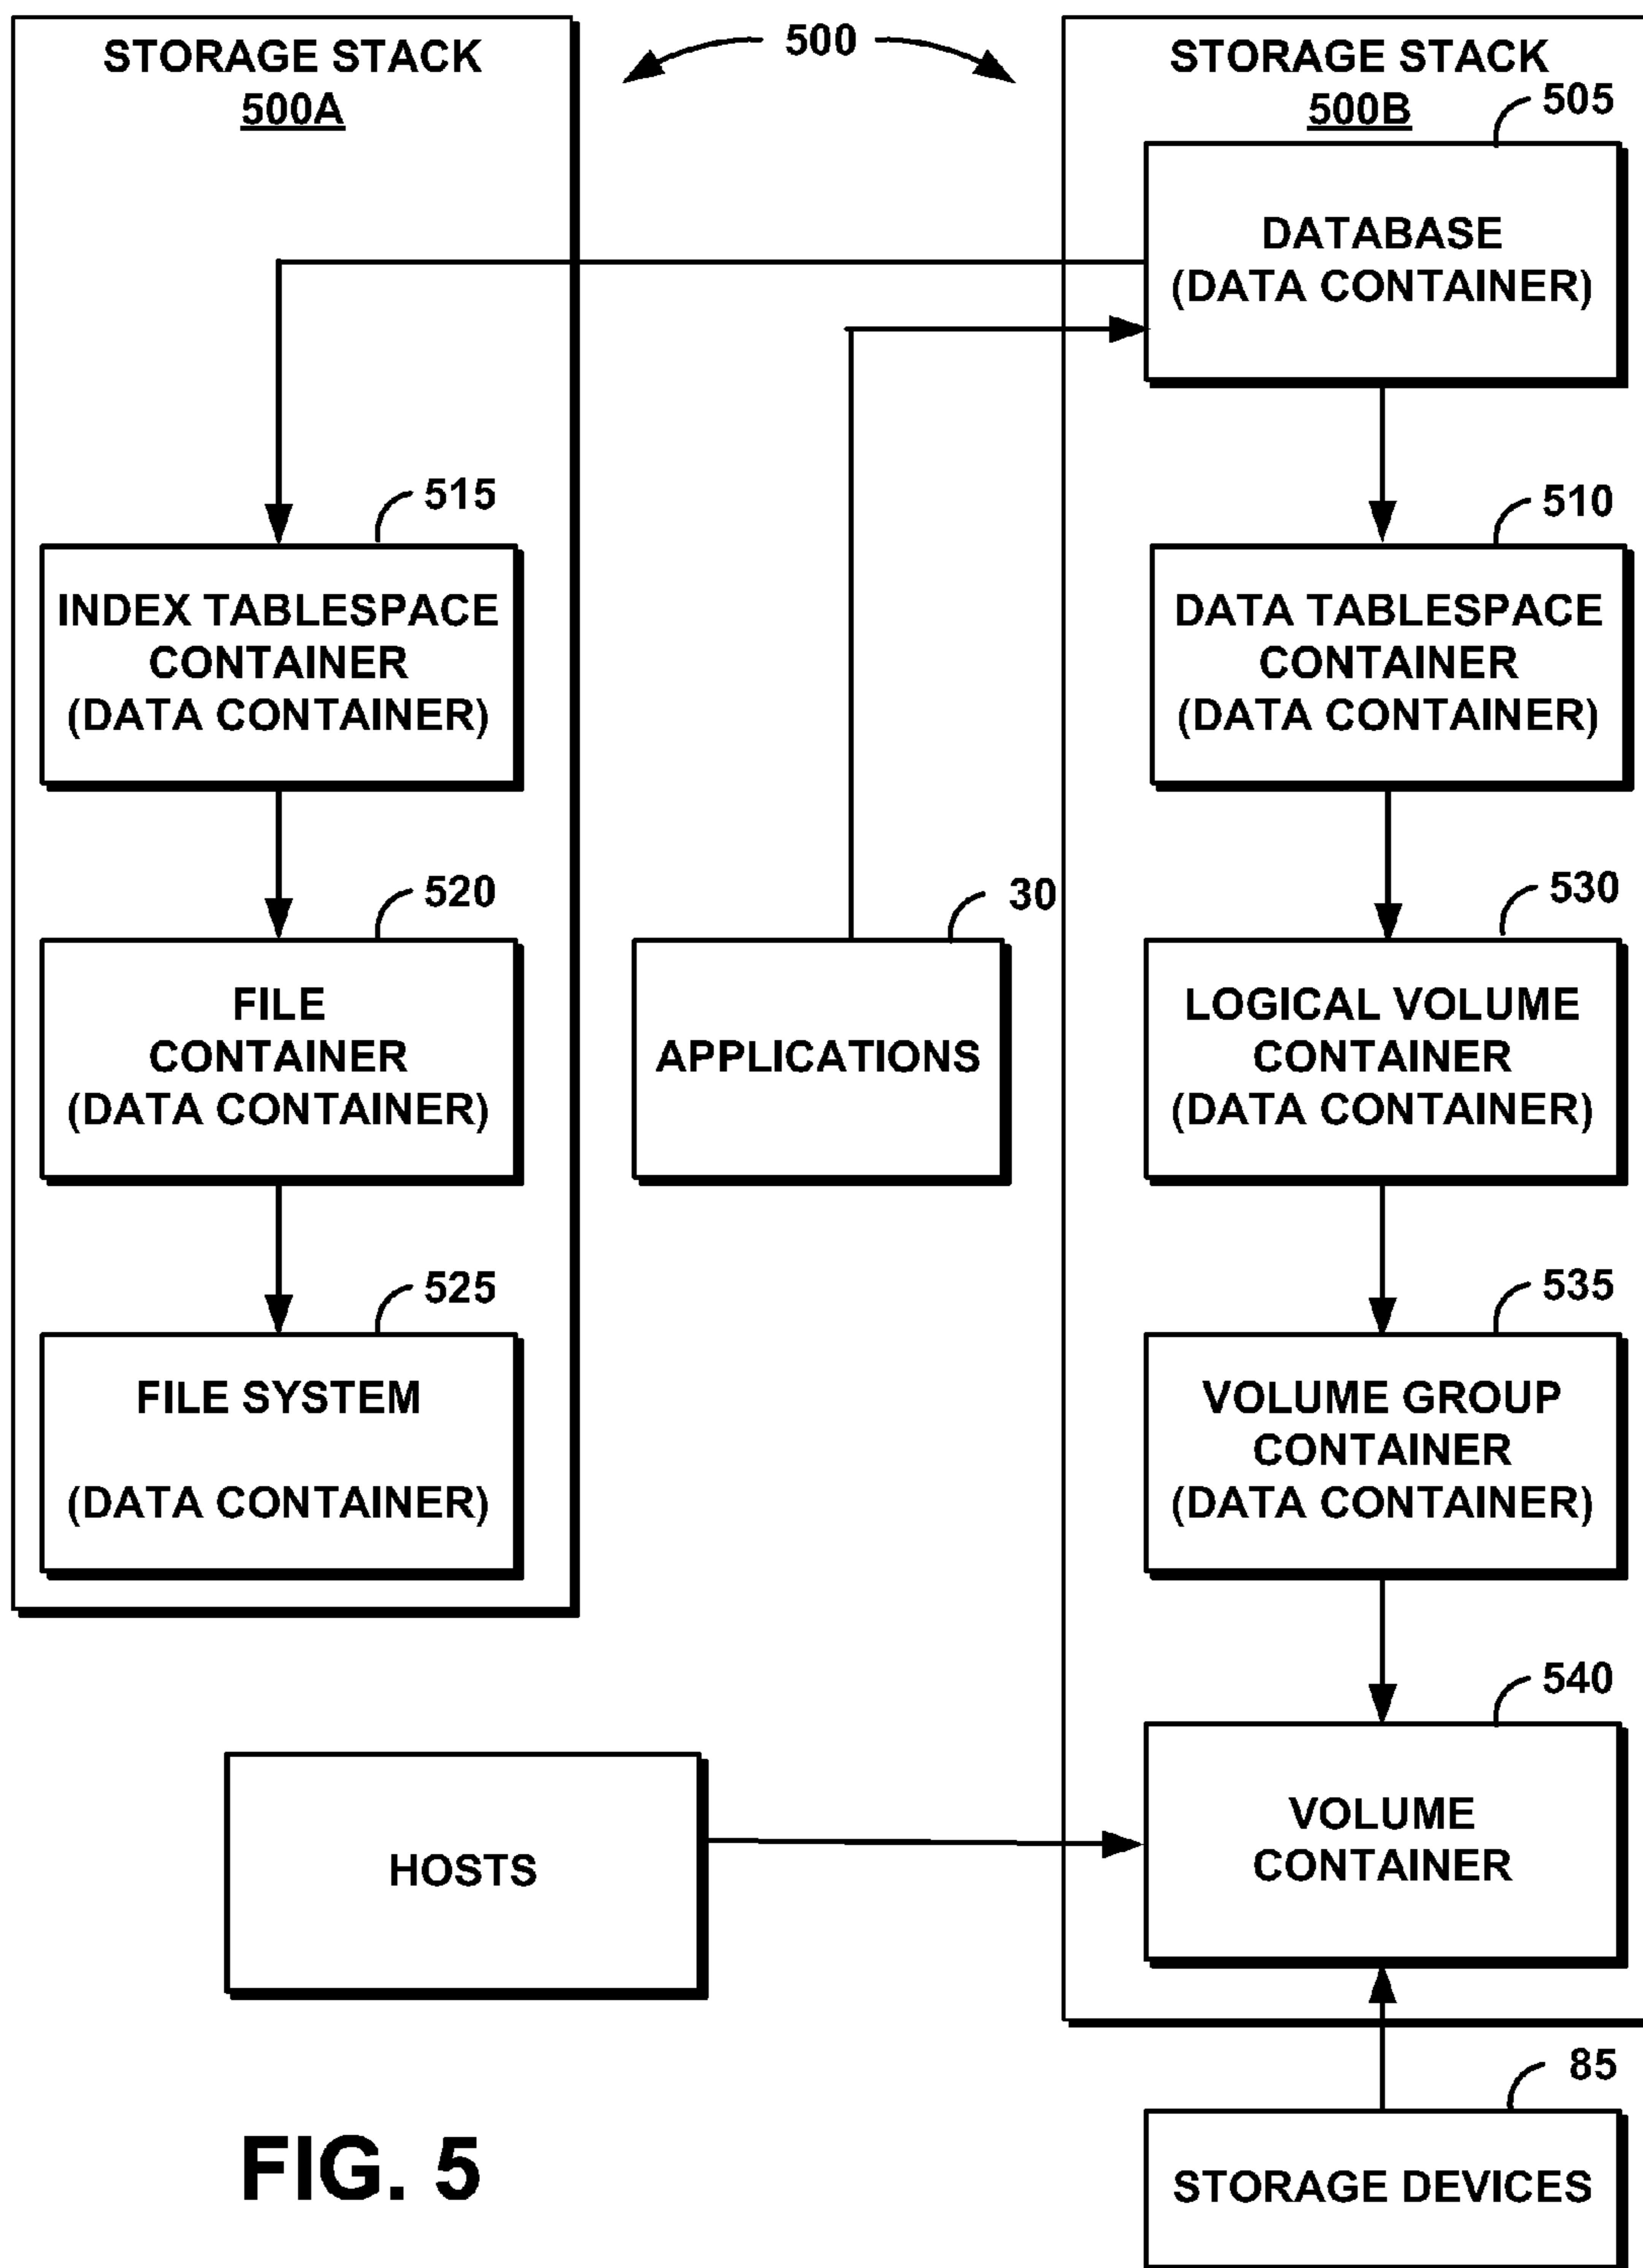 STORAGE STACK
500A
500
STORAGE STACK
500B
505
DATABASE
(DATA CONTAINER)
515
INDEX TABLESPACE
CONTAINER
(DATA CONTAINER)
510
DATA TABLESPACE
CONTAINER
(DATA CONTAINER)
520
FILE
CONTAINER
(DATA CONTAINER)
30
APPLICATIONS
530
LOGICAL VOLUME
CONTAINER
(DATA CONTAINER)
525
FILE SYSTEM
(DATA CONTAINER)
535
VOLUME GROUP
CONTAINER
(DATA CONTAINER)
HOSTS
540
VOLUME
CONTAINER
85
STORAGE DEVICES
FIG. 5